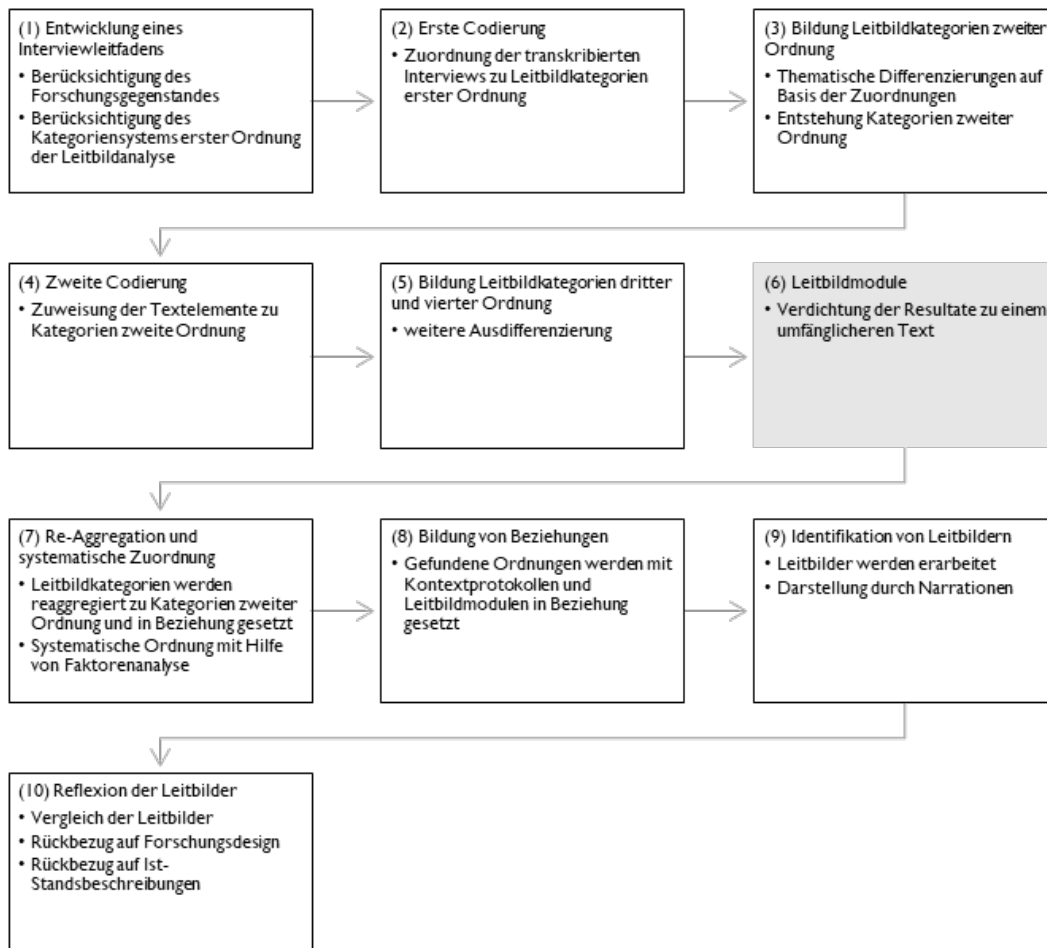 (1) Entwicklung eines
Interviewleitfadens
• Berücksichtigung des
Forschungsgegenstandes
• Berücksichtigung des
Kategoriensystems erster Ordnung
der Leitbildanalyse
(2) Erste Codierung
• Zuordnung der transkribierten
Interviews zu Leitbildkategorien
erster Ordnung
(3) Bildung Leitbildkategorien zweiter
Ordnung
• Thematische Differenzierungen auf
Basis der Zuordnungen
• Entstehung Kategorien zweiter
Ordnung
(4) Zweite Codierung
• Zuweisung der Textelemente zu
Kategorien zweite Ordnung
(5) Bildung Leitbildkategorien dritter
und vierter Ordnung
• weitere Ausdifferenzierung
(6) Leitbildmodule
• Verdichtung der Resultate zu einem
umfänglicheren Text
(7) Re-Aggregation und
systematische Zuordnung
• Leitbildkategorien werden
reaggregiert zu Kategorien zweiter
Ordnung und in Beziehung gesetzt
• Systematische Ordnung mit Hilfe
von Faktorenanalyse
(8) Bildung von Beziehungen
• Gefundene Ordnungen werden mit
Kontextprotokollen und
Leitbildmodulen in Beziehung
gesetzt
(9) Identifikation von Leitbildern
• Leitbilder werden erarbeitet
• Darstellung durch Narrationen
(10) Reflexion der Leitbilder
• Vergleich der Leitbilder
• Rückbezug auf Forschungsdesign
• Rückbezug auf Ist-
Standsbeschreibungen